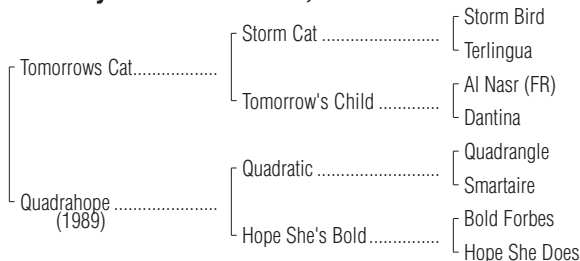 Storm Bird
Storm Cat
Terlingua
Tomorrows Cat
Al Nasr (FR)
Tomorrow's Child
Dantina
Quadrangle
Quadratic
Smartaire
Quadrahope
(1989)
Bold Forbes
Hope She's Bold
Hope She Does